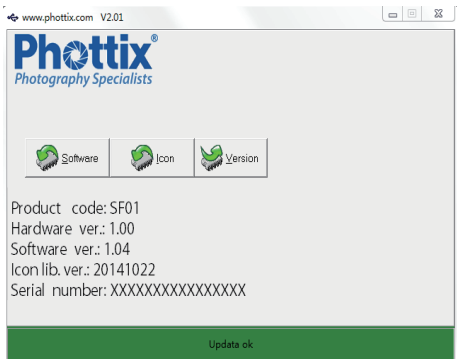 www.phottix.com V2.01
Phottix®
Photography Specialists
Software Icon Version
Product code: SF01
Hardware ver.: 1.00
Software ver.: 1.04
Icon lib. ver.: 20141022
Serial number: XXXXXXXXXXXXXXXX
Updata ok